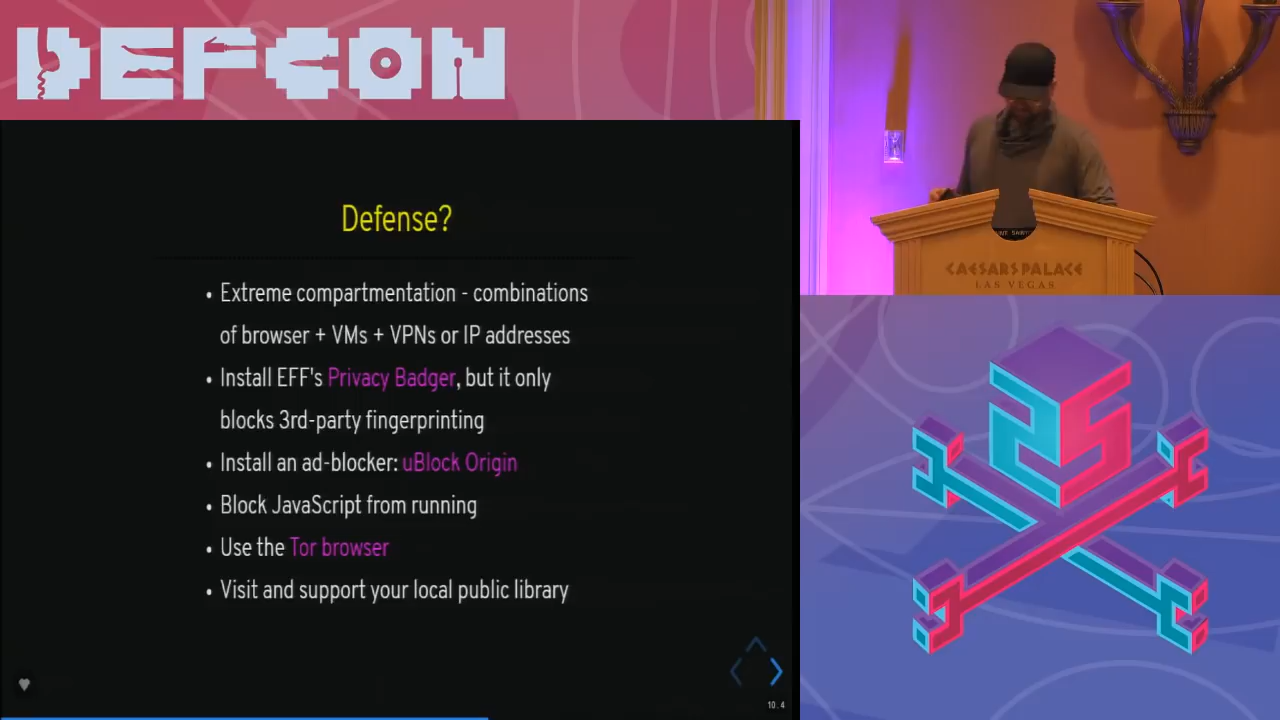 DEFCON
Defense?
• Extreme compartmentation - combinations
of browser + VMs + VPNs or IP addresses
• Install EFF's Privacy Badger, but it only
blocks 3rd-party fingerprinting
• Install an ad-blocker: uBlock Origin
• Block JavaScript from running
• Use the Tor browser
• Visit and support your local public library
10.4
CAESARS PALACE
LAS VEGAS
25